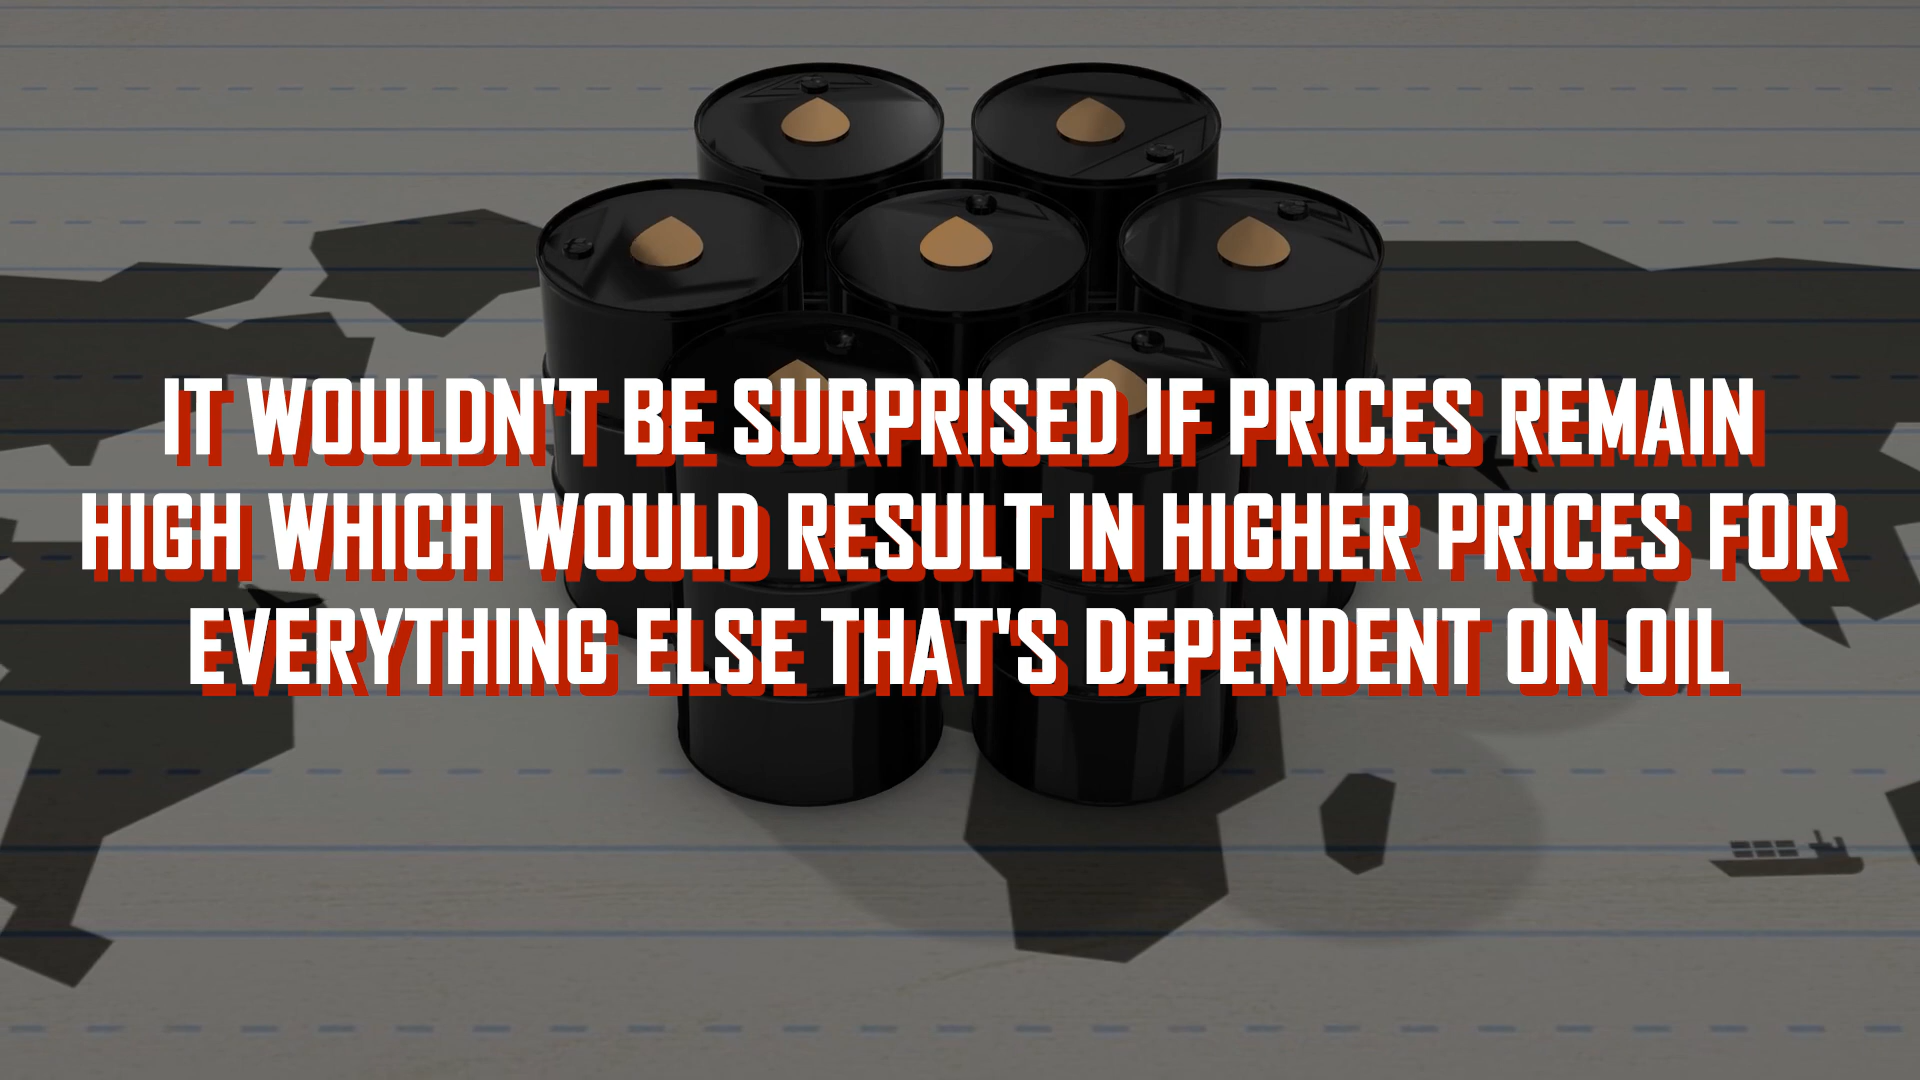 IT WOULDN'T BE SURPRISED IF PRICES REMAIN
HIGH WHICH WOULD RESULT IN HIGHER PRICES FOR
EVERYTHING ELSE THAT'S DEPENDENT ON OIL